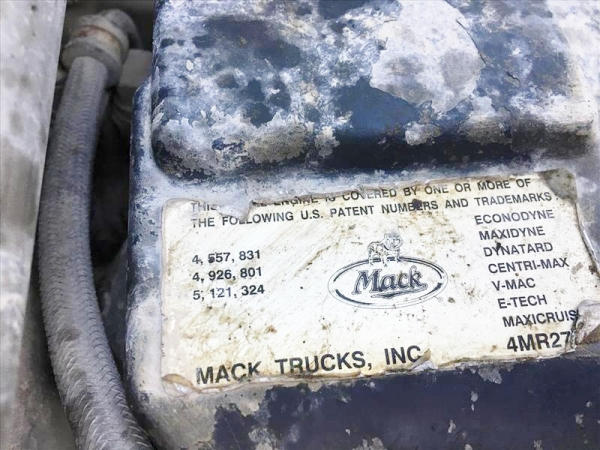 ENGINE IS COVERED BY ONE OR MORE OF
THE FOLLOWING U.S. PATENT NUMBERS AND TRADEMARKS
4, 557, 831
4, 926, 801
5, 121, 324
Mack
ECONODYNE
MAXIDYNE
DYNATARD
CENTRI-MAX
V-MAC
E-TECH
MAXICRUIS
MACK TRUCKS, INC
4MR27